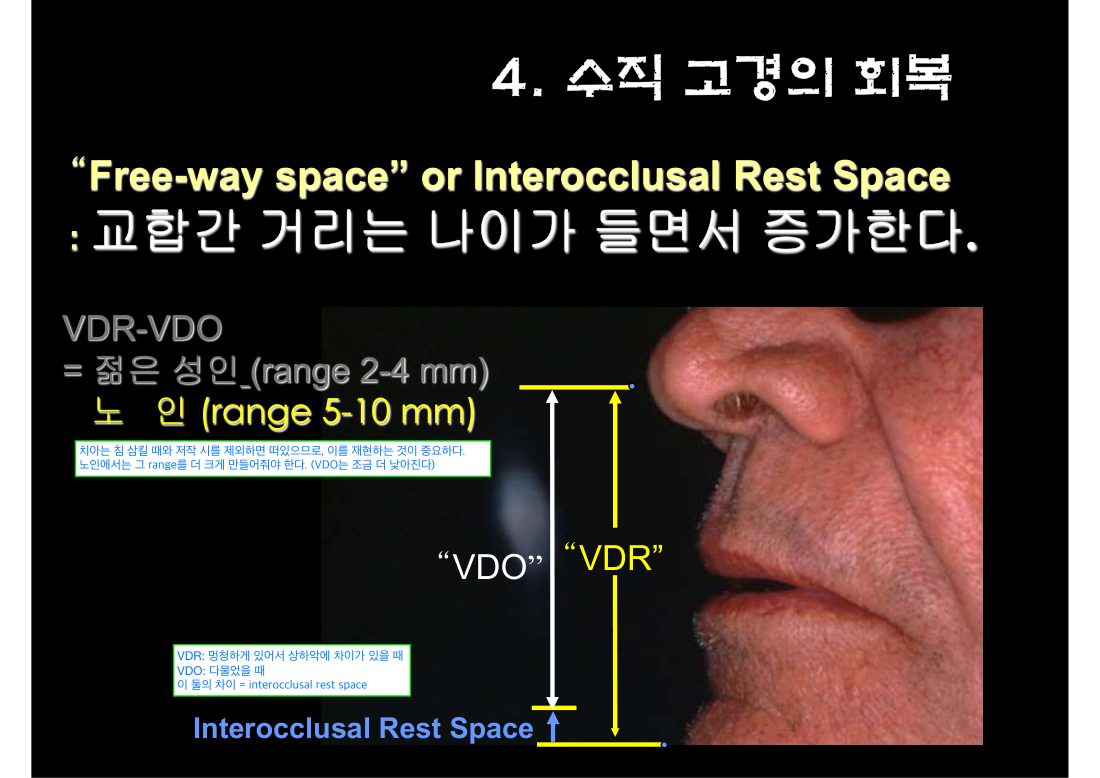 4. 수직 고경의 회복
“Free-way space” or Interocclusal Rest Space
: 교합간 거리는 나이가 들면서 증가한다.
VDR-VDO
= 젊은 성인 (range 2-4 mm)
노 인 (range 5-10 mm)
치아는 침 삼킬 때와 저작 시를 제외하면 떠있으므로, 이를 재현하는 것이 중요하다.
노인에서는 그 range를 더 크게 만들어줘야 한다. (VDO는 조금 더 낮아진다)
“VDO”
“VDR”
VDR: 멍청하게 있어서 상하악에 차이가 있을 때
VDO: 다물었을 때
이 둘의 차이 = interocclusal rest space
Interocclusal Rest Space